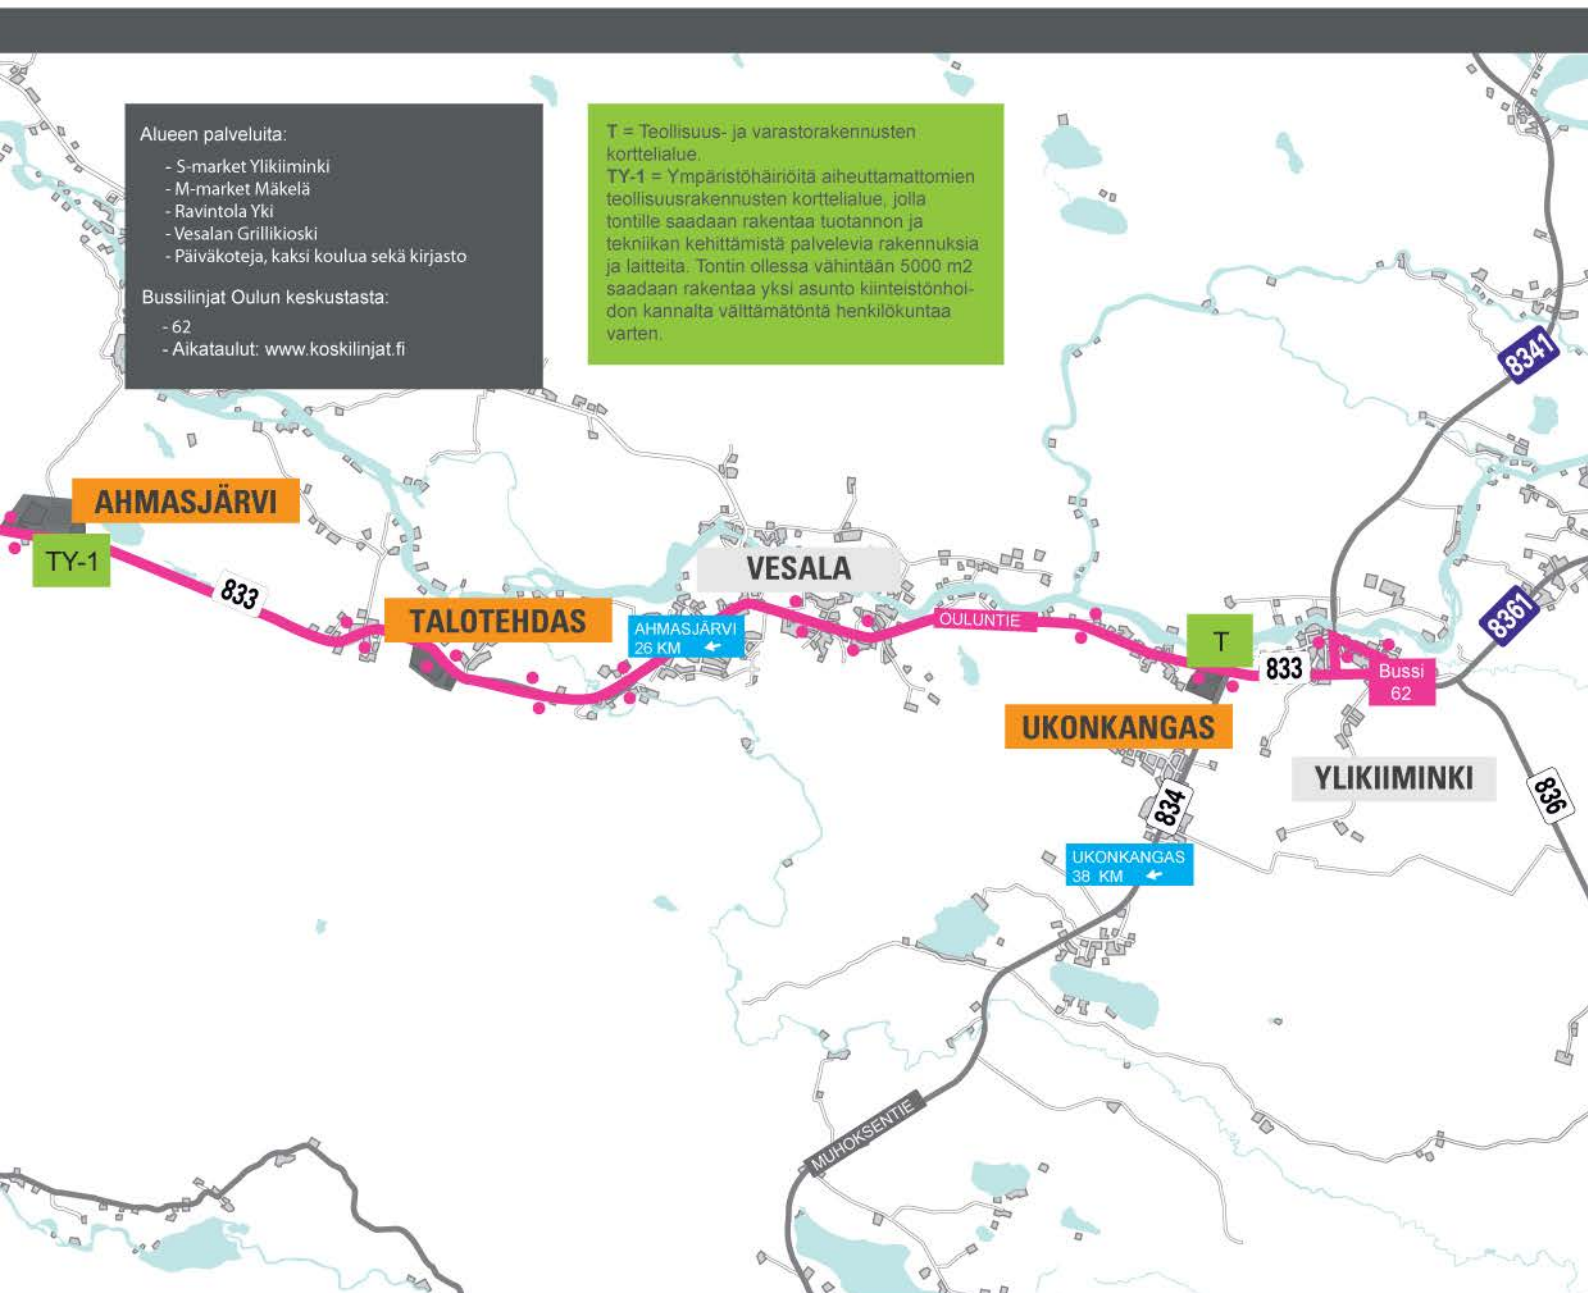 Alueen palveluita:
- S-market Ylikiiminki
- M-market Mäkelä
- Ravintola Yki
- Vesalan Grillikioski
- Päiväkoteja, kaksi koulua sekä kirjasto
Bussilinjat Oulun keskustasta:
- 62
- Aikataulut: www.koskilinjat.fi
T = Teollisuus- ja varastorakennusten
korttelialue.
TY-1 = Ympäristöhäiriöitä aiheuttamattomien
teollisuusrakennusten korttelialue, jolla
tontille saadaan rakentaa tuotannon ja
tekniikan kehittämistä palvelevia rakennuksia
ja laitteita. Tontin ollessa vähintään 5000 m2
saadaan rakentaa yksi asunto kiinteistönhoi-
don kannalta välttämätöntä henkilökuntaa
varten.
8341
AHMASJÄRVI
TY-1
833
TALOTEHDAS
VESALA
AHMASJÄRVI
26 KM
OULUNTIE
T
833
8361
Bussi
62
UKONKANGAS
YLIKIIMINKI
834
836
UKONKANGAS
38 KM
MUHOKSENTIE